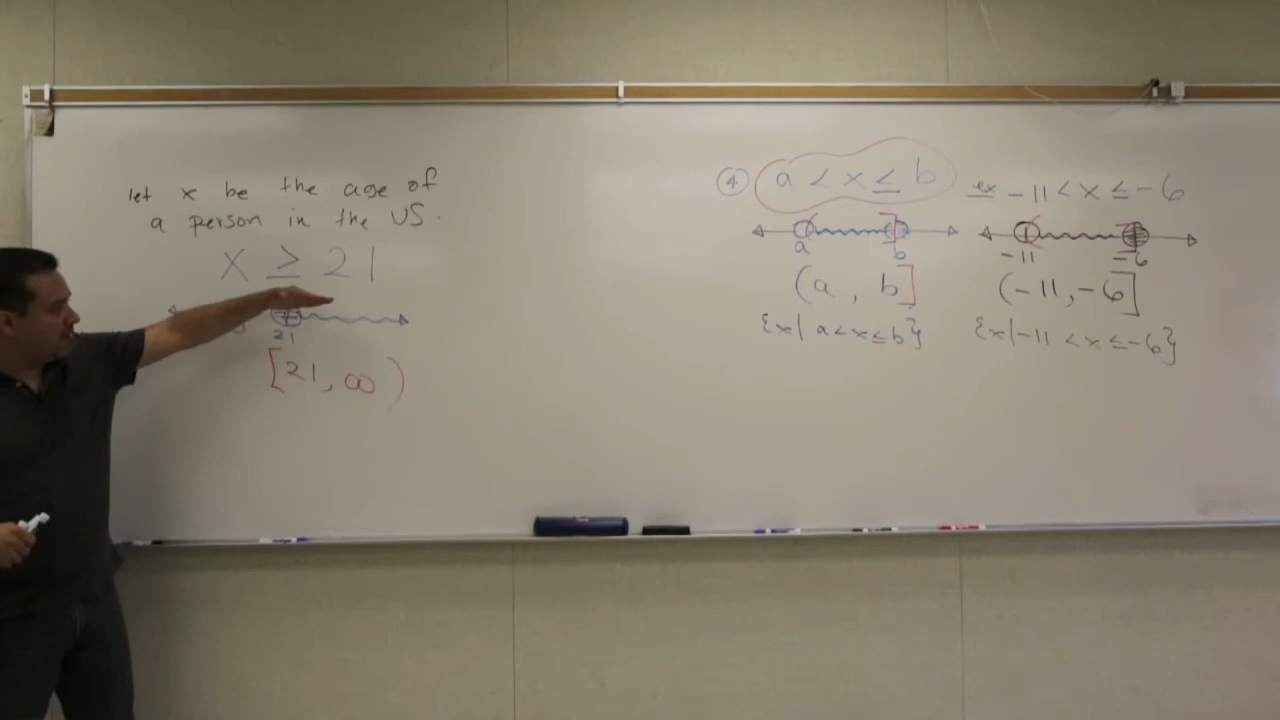 let x be the age of
a person in the US.
x ≥ 21
21
[21, ∞)
④ a < x ≤ b
a b
(a, b]
{x| a<x≤b}
ex -11 < x ≤ -6
-11 -6
(-11, -6]
{x|-11 <x≤-6}